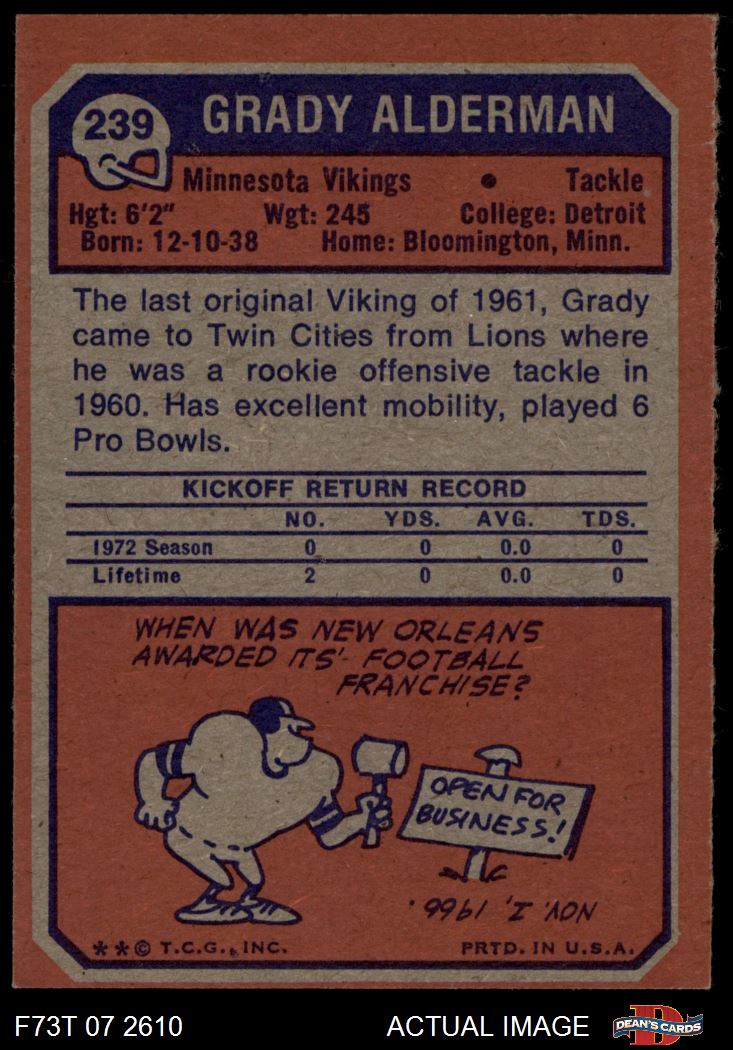 239
GRADY ALDERMAN
Minnesota Vikings • Tackle
Hgt: 6'2" Wgt: 245 College: Detroit
Born: 12-10-38 Home: Bloomington, Minn.
The last original Viking of 1961, Grady
came to Twin Cities from Lions where
he was a rookie offensive tackle in
1960. Has excellent mobility, played 6
Pro Bowls.
KICKOFF RETURN RECORD
NO. YDS. AVG. TDS.
1972 Season 0 0 0.0 0
Lifetime 2 0 0.0 0
WHEN WAS NEW ORLEANS
AWARDED ITS' FOOTBALL
FRANCHISE?
OPEN FOR
BUSINESS!
NOV. 1, 1966.
**© T.C.G., INC. PRTD. IN U.S.A.
F73T 07 2610 ACTUAL IMAGE DEAN'S CARDS